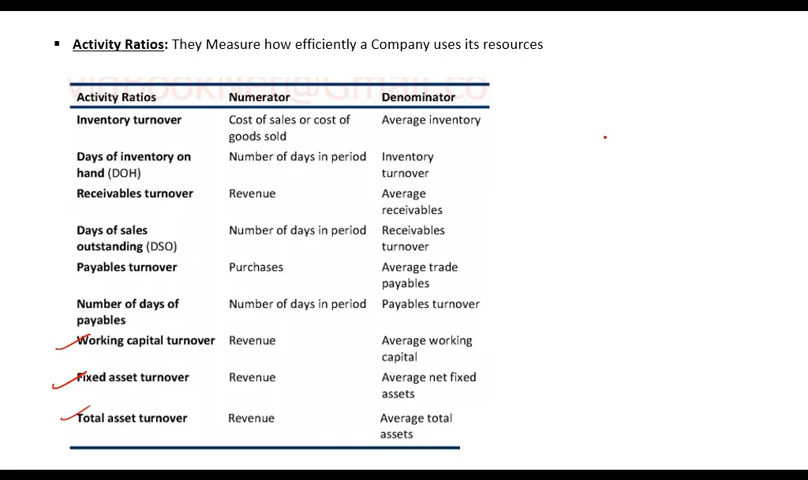 ▪ Activity Ratios: They Measure how efficiently a Company uses its resources
Activity Ratios Numerator Denominator
Inventory turnover Cost of sales or cost of goods sold Average inventory
Days of inventory on hand (DOH) Number of days in period Inventory turnover
Receivables turnover Revenue Average receivables
Days of sales outstanding (DSO) Number of days in period Receivables turnover
Payables turnover Purchases Average trade payables
Number of days of payables Number of days in period Payables turnover
Working capital turnover Revenue Average working capital
Fixed asset turnover Revenue Average net fixed assets
Total asset turnover Revenue Average total assets